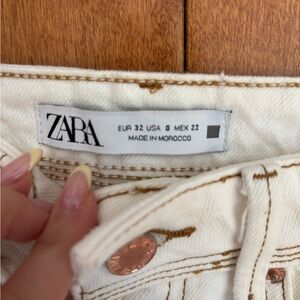 ZARA
EUR 32 USA 0 MEX 22
MADE IN MOROCCO